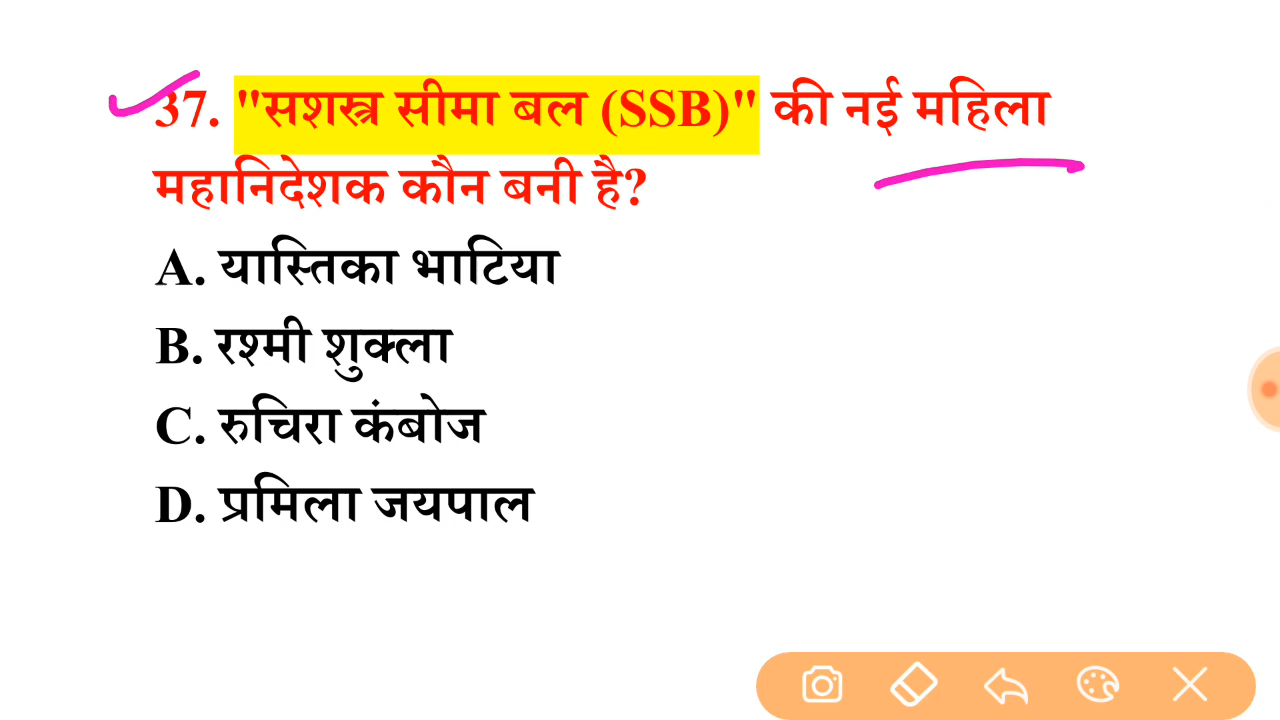 37. "सशस्त्र सीमा बल (SSB)" की नई महिला
महानिदेशक कौन बनी है?
A. यास्तिका भाटिया
B. रश्मी शुक्ला
C. रुचिरा कंबोज
D. प्रमिला जयपाल